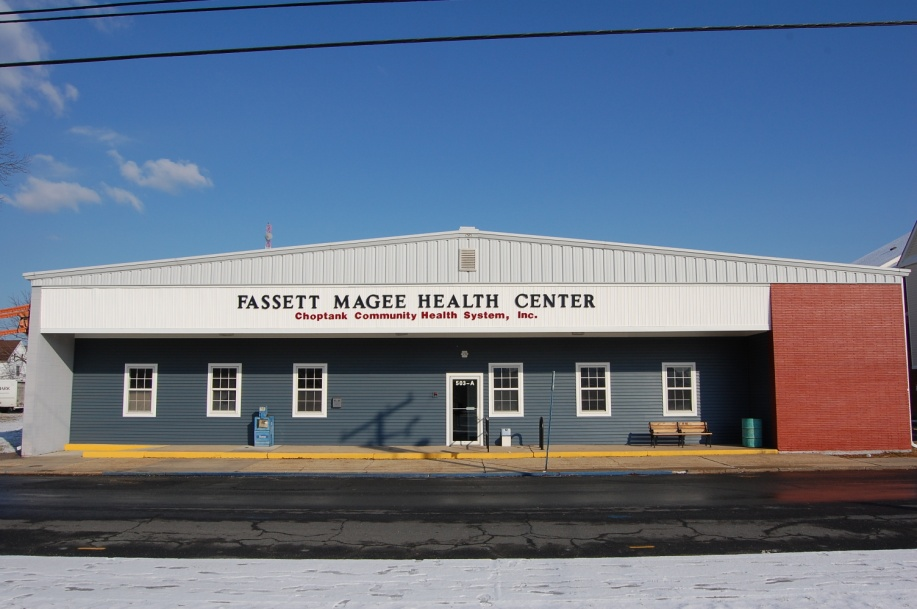 FASSETT MAGEE HEALTH CENTER
Choptank Community Health System, Inc.
503-A